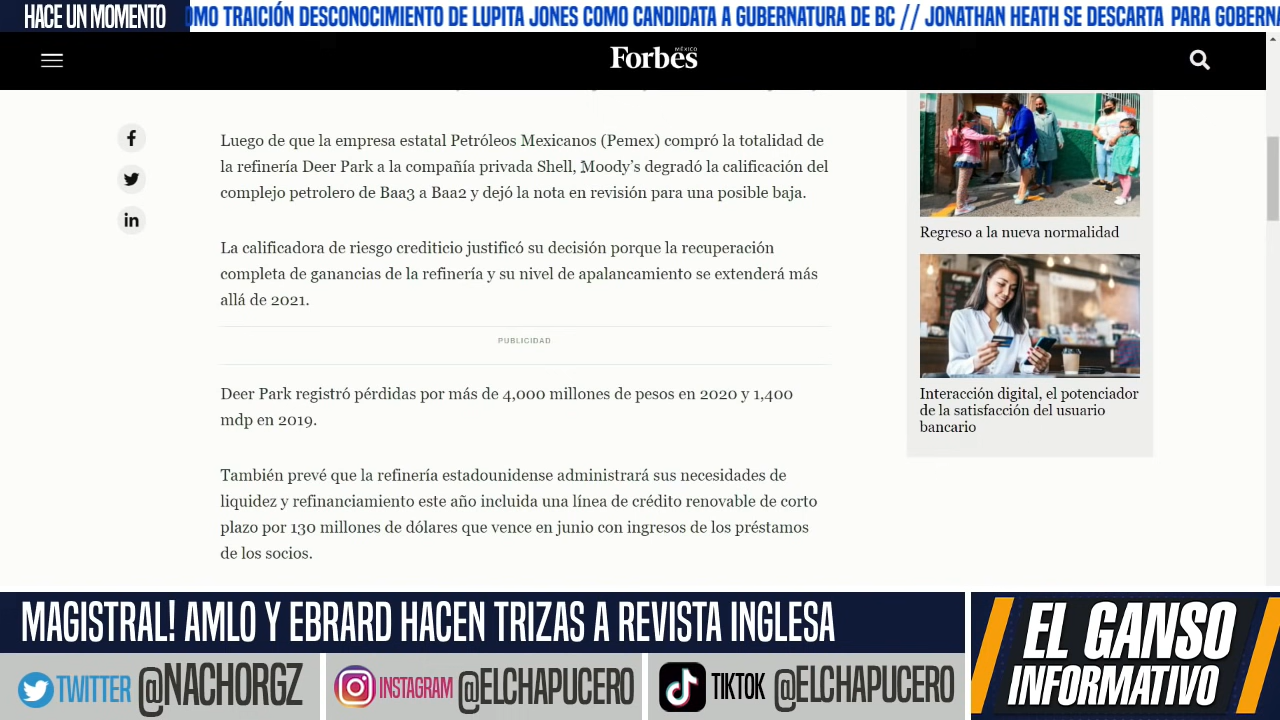 HACE UN MOMENTO
OMO TRAICIÓN DESCONOCIMIENTO DE LUPITA JONES COMO CANDIDATA A GUBERNATURA DE BC // JONATHAN HEATH SE DESCARTA PARA GOBERNA
Forbes
MÉXICO
Luego de que la empresa estatal Petróleos Mexicanos (Pemex) compró la totalidad de
la refinería Deer Park a la compañía privada Shell, Moody's degradó la calificación del
complejo petrolero de Baa3 a Baa2 y dejó la nota en revisión para una posible baja.
La calificadora de riesgo crediticio justificó su decisión porque la recuperación
completa de ganancias de la refinería y su nivel de apalancamiento se extenderá más
allá de 2021.
PUBLICIDAD
Deer Park registró pérdidas por más de 4,000 millones de pesos en 2020 y 1,400
mdp en 2019.
También prevé que la refinería estadounidense administrará sus necesidades de
liquidez y refinanciamiento este año incluida una línea de crédito renovable de corto
plazo por 130 millones de dólares que vence en junio con ingresos de los préstamos
de los socios.
Regreso a la nueva normalidad
Interacción digital, el potenciador
de la satisfacción del usuario
bancario
MAGISTRAL! AMLO Y EBRARD HACEN TRIZAS A REVISTA INGLESA
TWITTER @NACHORGZ
INSTAGRAM @ELCHAPUCERO
TIKTOK @ELCHAPUCERO
EL GANSO
INFORMATIVO